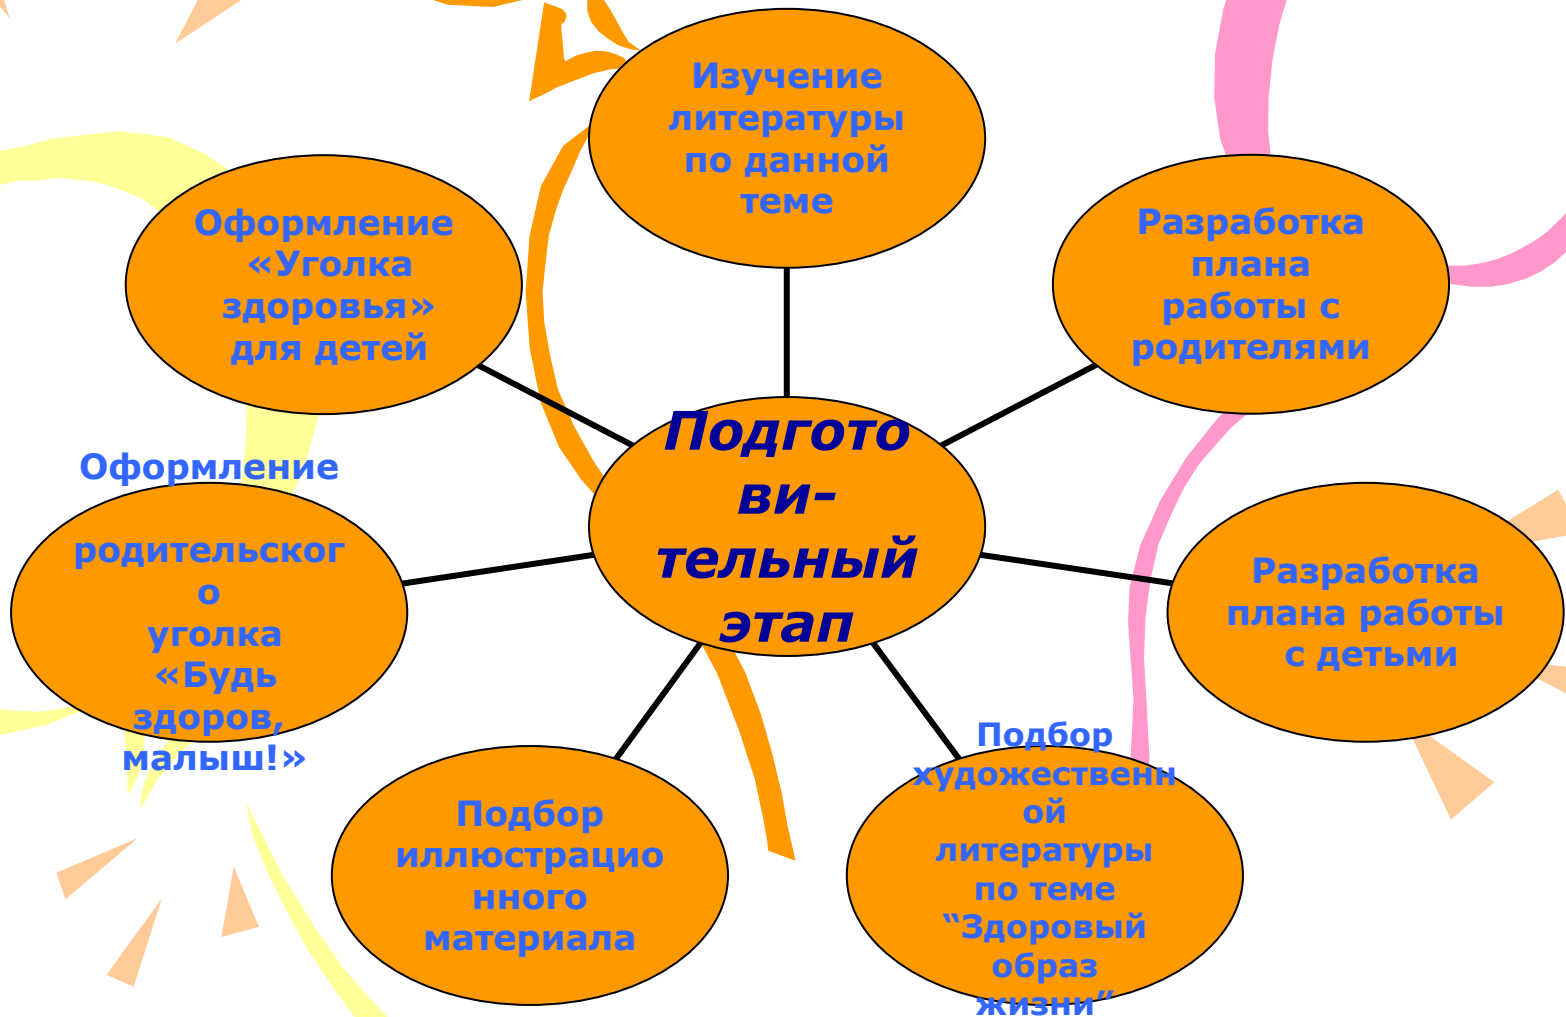 Изучение
литературы
по данной
теме
Разработка
плана
работы с
родителями
Разработка
плана работы
с детьми
Подбор
художественн
ой
литературы
по теме
“Здоровый
образ
жизни”
Подбор
иллюстрацио
нного
материала
Оформление
родительског
о
уголка
«Будь
здоров,
малыш!»
Оформление
«Уголка
здоровья»
для детей
Подгото
ви-
тельный
этап